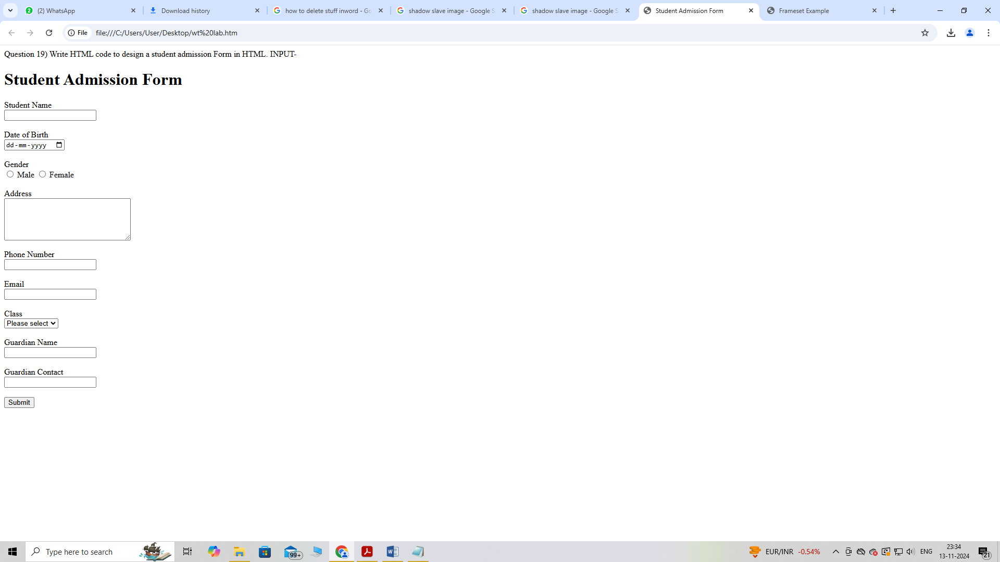 (2) WhatsApp
Download history
how to delete stuff inword - Go
shadow slave image - Google S
shadow slave image - Google S
Student Admission Form
Frameset Example
File
file:///C:/Users/User/Desktop/wt%20lab.htm
Question 19) Write HTML code to design a student admission Form in HTML. INPUT-
Student Admission Form
Student Name
Date of Birth
dd-mm-yyyy
Gender
Male Female
Address
Phone Number
Email
Class
Please select
Guardian Name
Guardian Contact
Submit
Type here to search
99+
EUR/INR -0.54%
ENG
23:34
13-11-2024
21